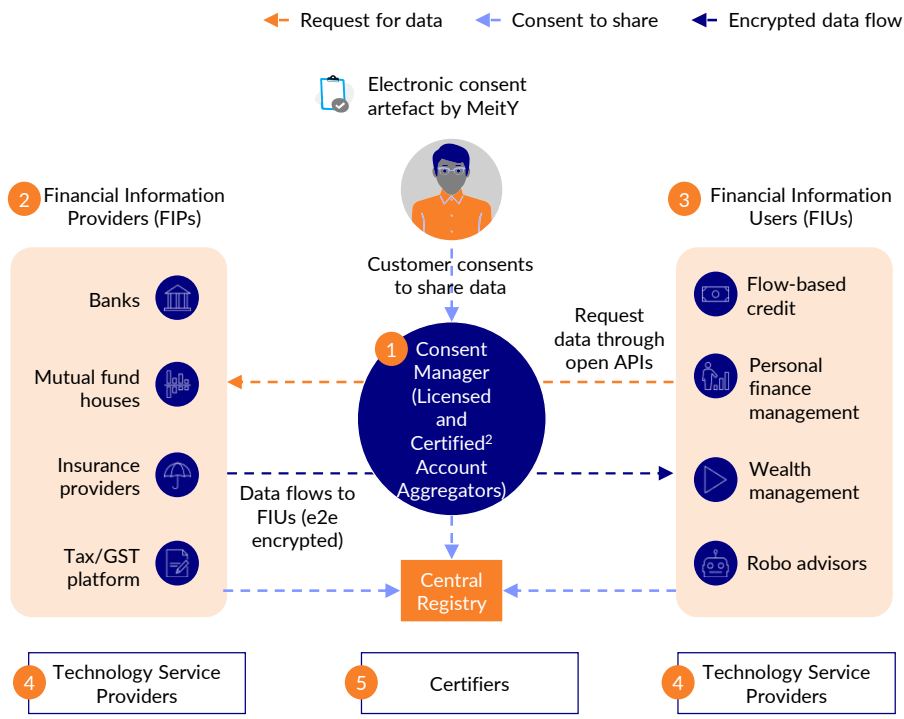 Request for data
Consent to share
Encrypted data flow
Electronic consent
artefact by MeitY
2
Financial Information
Providers (FIPs)
3
Financial Information
Users (FIUs)
Customer consents
to share data
Banks
Mutual fund
houses
Insurance
providers
Tax/GST
platform
Request
data through
open APIs
1
Consent
Manager
(Licensed
and
Certified²
Account
Aggregators)
Data flows to
FIUs (e2e
encrypted)
Flow-based
credit
Personal
finance
management
Wealth
management
Robo advisors
Central
Registry
4
Technology Service
Providers
5
Certifiers
4
Technology Service
Providers